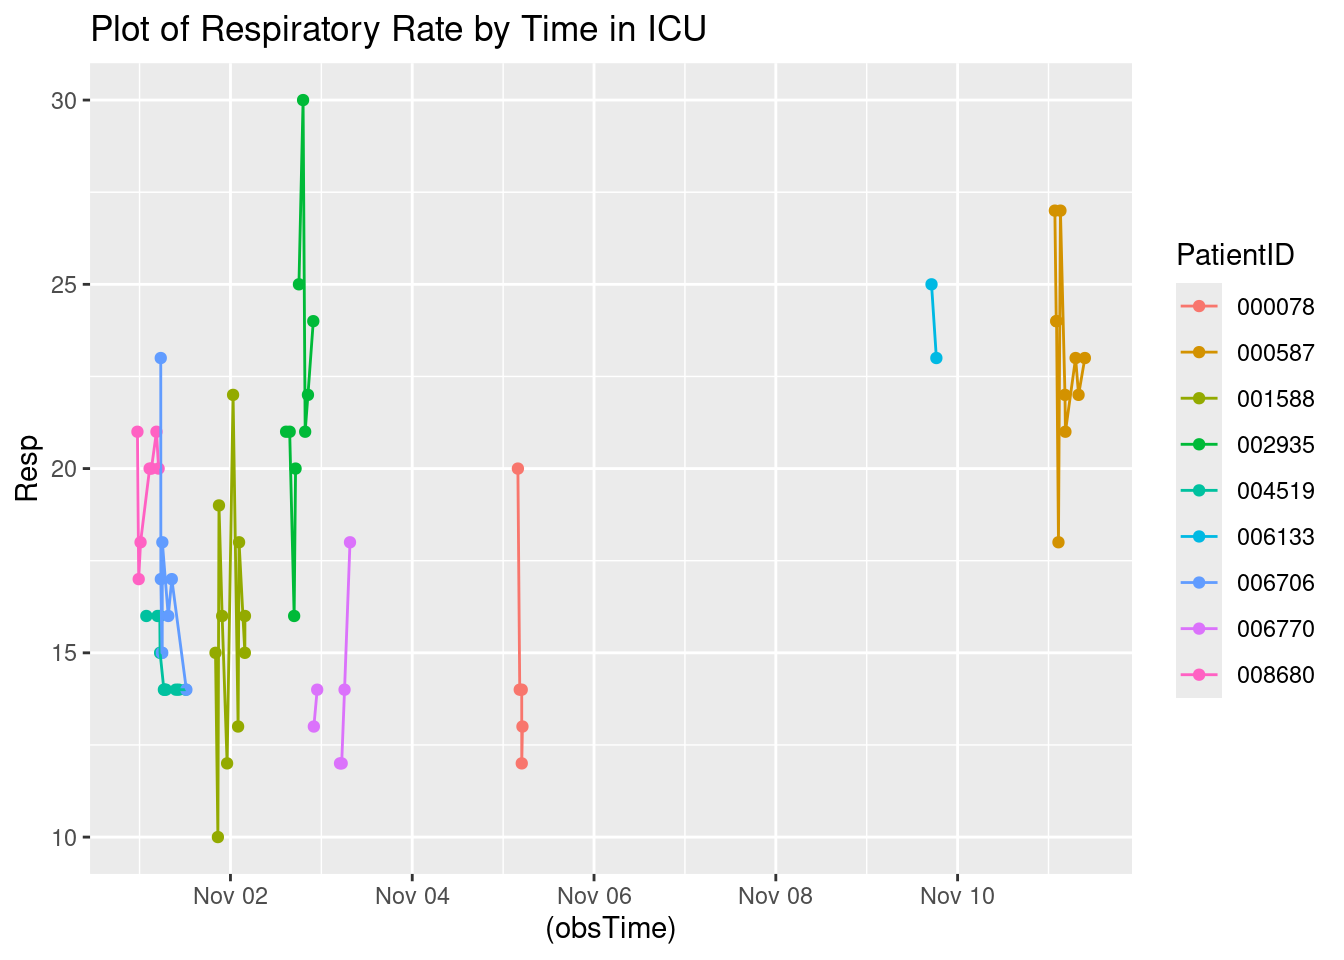 Plot of Respiratory Rate by Time in ICU
30
25
20
15
10
Resp
Nov 02
Nov 04
Nov 06
Nov 08
Nov 10
(obsTime)
PatientID
000078
000587
001588
002935
004519
006133
006706
006770
008680